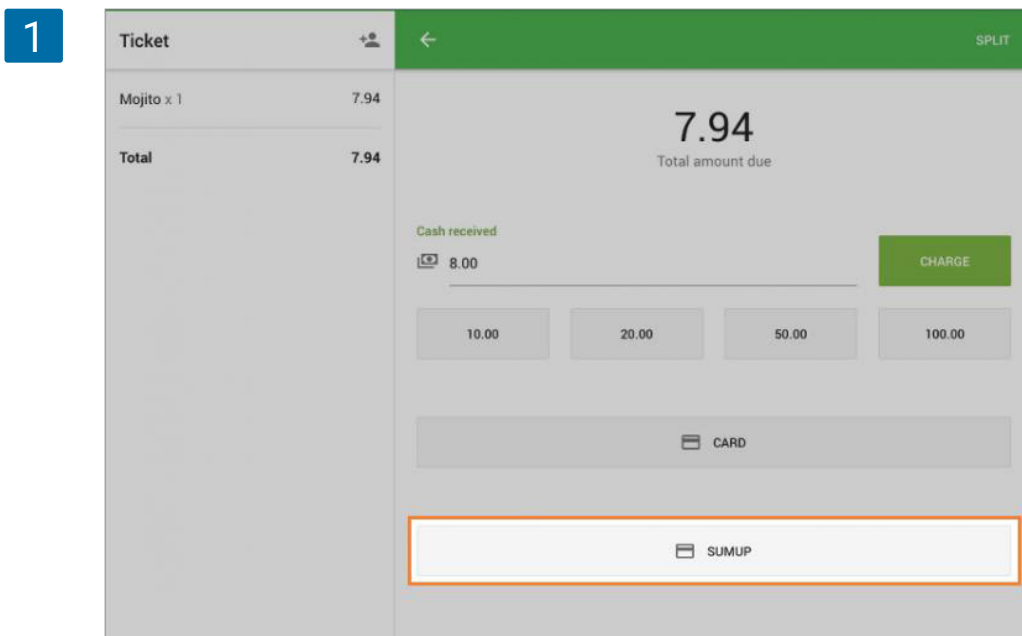 1
Ticket
SPLIT
Mojito x 1 7.94
Total 7.94
7.94
Total amount due
Cash received
8.00
CHARGE
10.00 20.00 50.00 100.00
CARD
SUMUP